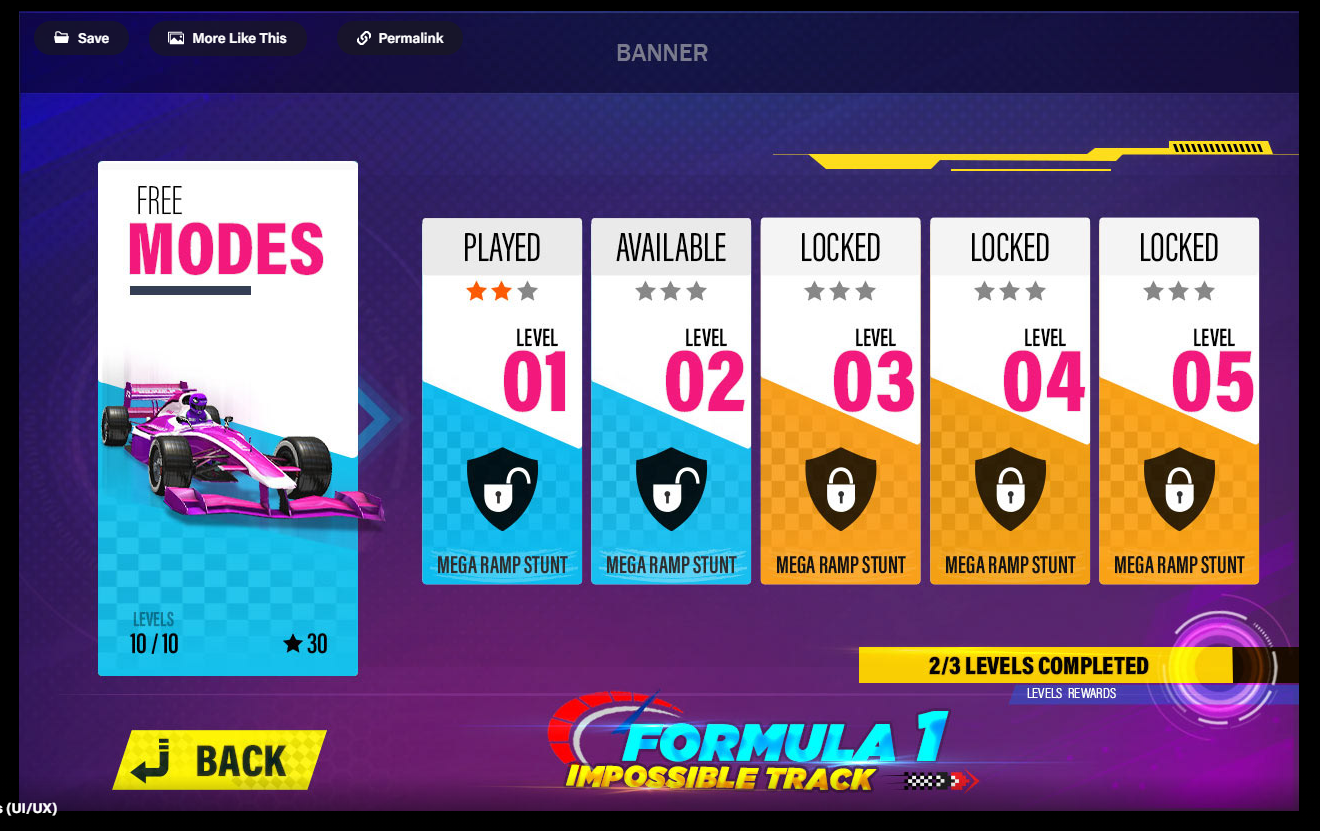 Save
More Like This
Permalink
BANNER
FREE
MODES
LEVELS
10 / 10
30
PLAYED
LEVEL
01
MEGA RAMP STUNT
AVAILABLE
LEVEL
02
MEGA RAMP STUNT
LOCKED
LEVEL
03
MEGA RAMP STUNT
LOCKED
LEVEL
04
MEGA RAMP STUNT
LOCKED
LEVEL
05
MEGA RAMP STUNT
2/3 LEVELS COMPLETED
LEVELS REWARDS
BACK
FORMULA 1
IMPOSSIBLE TRACK
s (UI/UX)